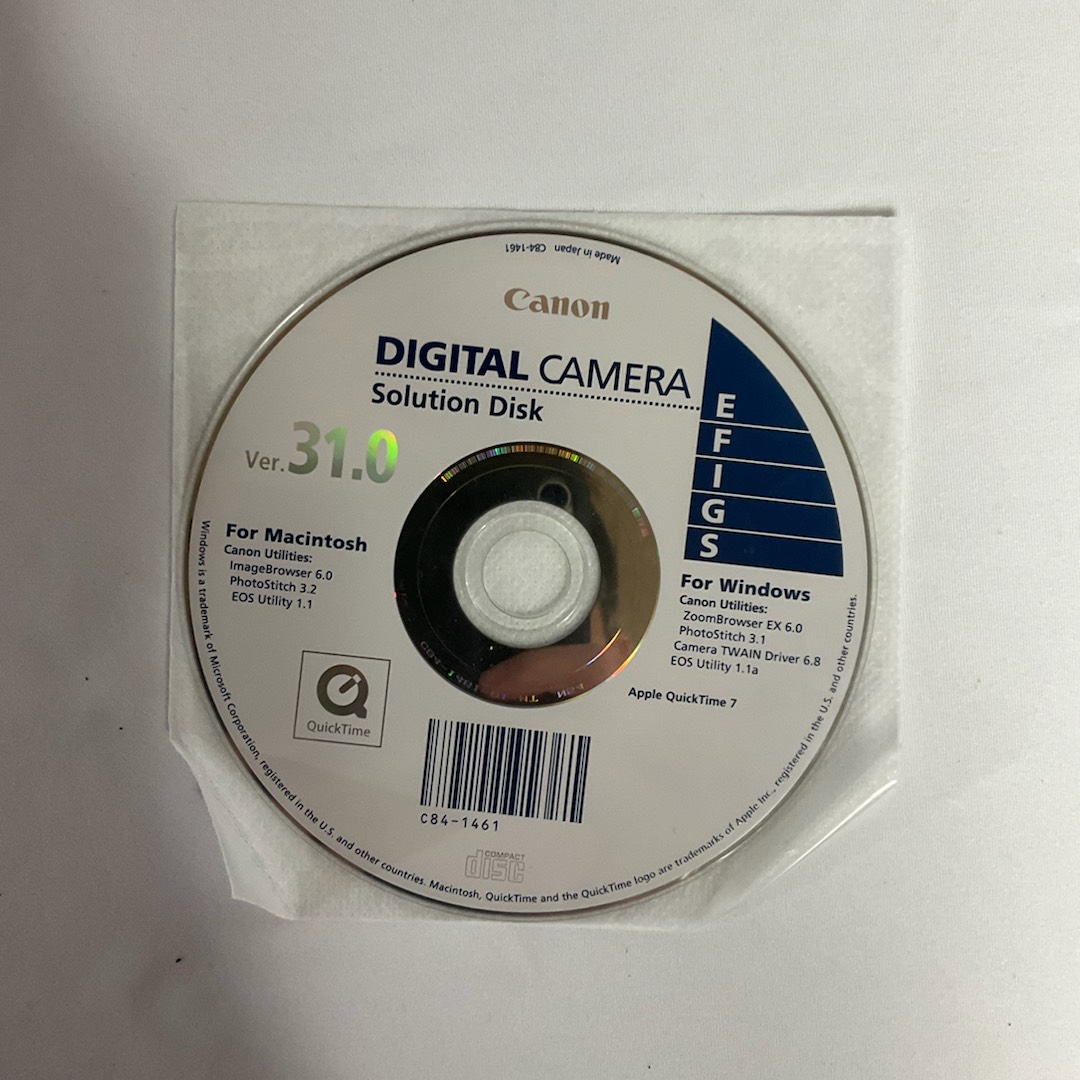 Made in Japan C84-1461
Canon
DIGITAL CAMERA
Solution Disk
Ver.31.0
E
F
I
G
S
For Macintosh
Canon Utilities:
ImageBrowser 6.0
PhotoStitch 3.2
EOS Utility 1.1
For Windows
Canon Utilities:
ZoomBrowser EX 6.0
PhotoStitch 3.1
Camera TWAIN Driver 6.8
EOS Utility 1.1a
Apple QuickTime 7
QuickTime
C84-1461
COMPACT
disc
Windows is a trademark of Microsoft Corporation, registered in the U.S. and other countries. Macintosh, QuickTime and the QuickTime logo are trademarks of Apple Inc., registered in the U.S. and other countries.